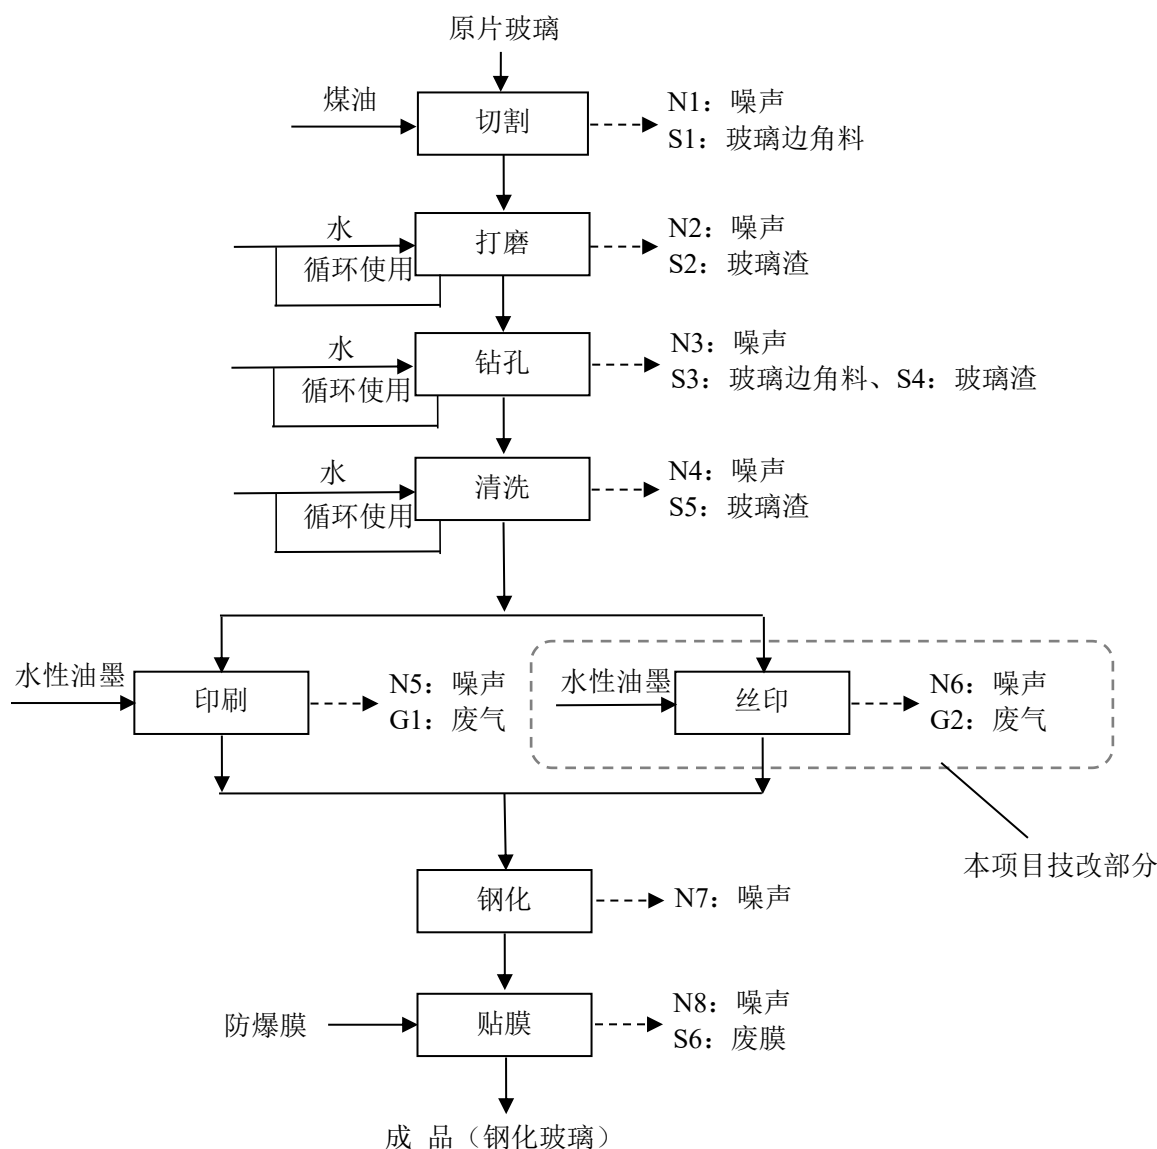 原片玻璃
煤油
切割
N1：噪声
S1：玻璃边角料
水
循环使用
打磨
N2：噪声
S2：玻璃渣
水
循环使用
钻孔
N3：噪声
S3：玻璃边角料、S4：玻璃渣
水
循环使用
清洗
N4：噪声
S5：玻璃渣
水性油墨
印刷
N5：噪声
G1：废气
水性油墨
丝印
N6：噪声
G2：废气
本项目技改部分
钢化
N7：噪声
防爆膜
贴膜
N8：噪声
S6：废膜
成 品（钢化玻璃）